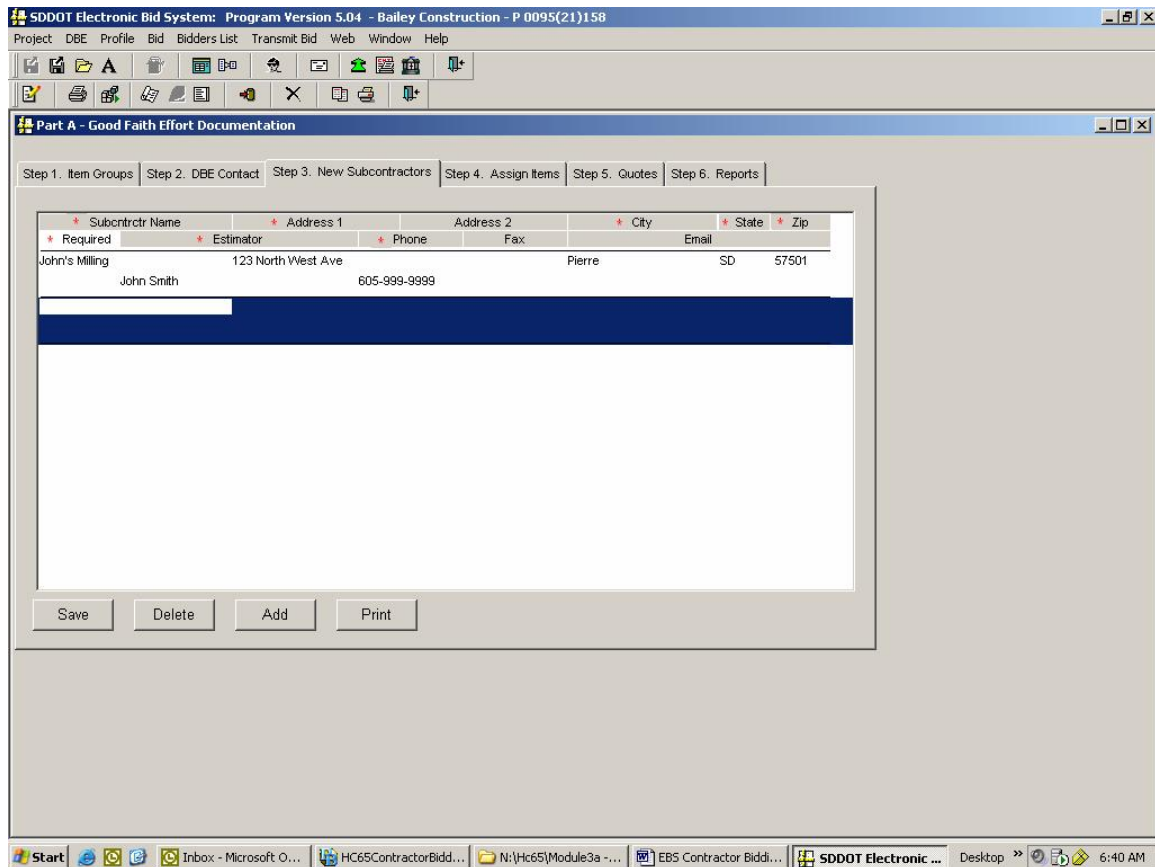 SDDOT Electronic Bid System: Program Version 5.04 - Bailey Construction - P 0095(21)158
Project DBE Profile Bid Bidders List Transmit Bid Web Window Help
A
Part A - Good Faith Effort Documentation
Step 1. Item Groups Step 2. DBE Contact Step 3. New Subcontractors Step 4. Assign Items Step 5. Quotes Step 6. Reports
* Subcntrctr Name * Address 1 Address 2 * City * State * Zip
* Required * Estimator * Phone Fax Email
John's Milling 123 North West Ave Pierre SD 57501
John Smith 605-999-9999
Save Delete Add Print
Start Inbox - Microsoft O... HC65ContractorBidd... N:\Hc65\Module3a -... EBS Contractor Biddi... SDDOT Electronic ... Desktop » 6:40 AM